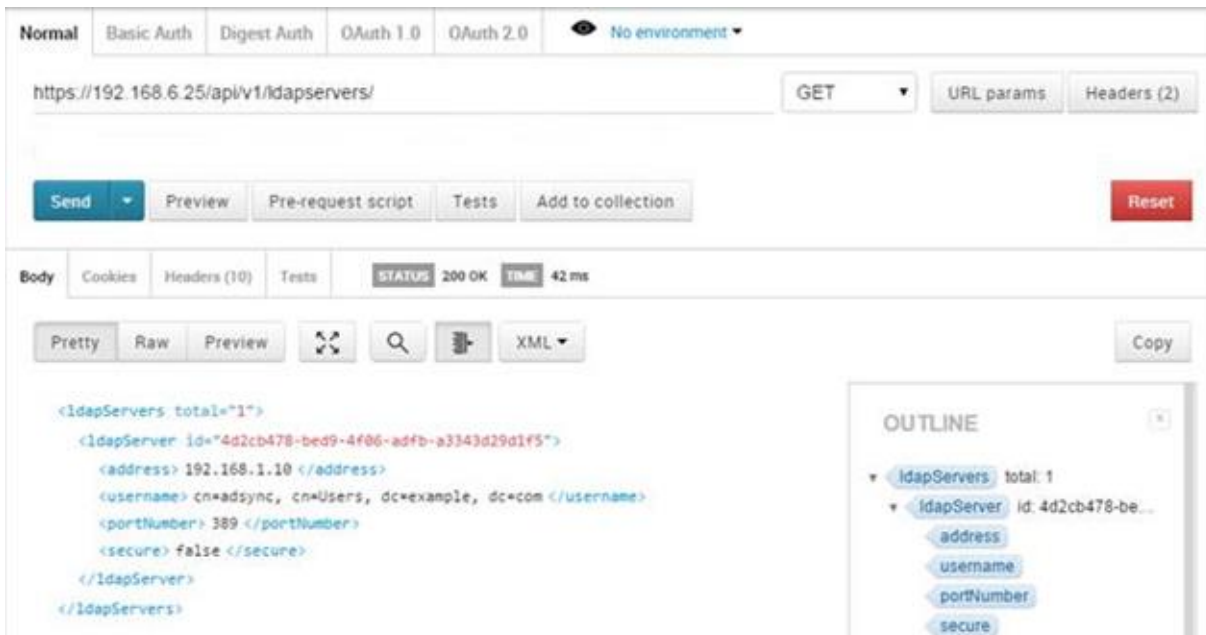 Normal Basic Auth Digest Auth OAuth 1.0 OAuth 2.0 No environment
https://192.168.6.25/api/v1/ldapservers/ GET URL params Headers (2)
Send Preview Pre-request script Tests Add to collection Reset
Body Cookies Headers (10) Tests STATUS 200 OK TIME 42 ms
Pretty Raw Preview XML Copy
<ldapServers total="1">
<ldapServer id="4d2cb478-bed9-4f06-adfb-a3343d29d1f5">
<address> 192.168.1.10 </address>
<username> cn=adsync, cn=Users, dc=example, dc=com </username>
<portNumber> 389 </portNumber>
<secure> false </secure>
</ldapServer>
</ldapServers>
OUTLINE
ldapServers total: 1
ldapServer id: 4d2cb478-be...
address
username
portNumber
secure